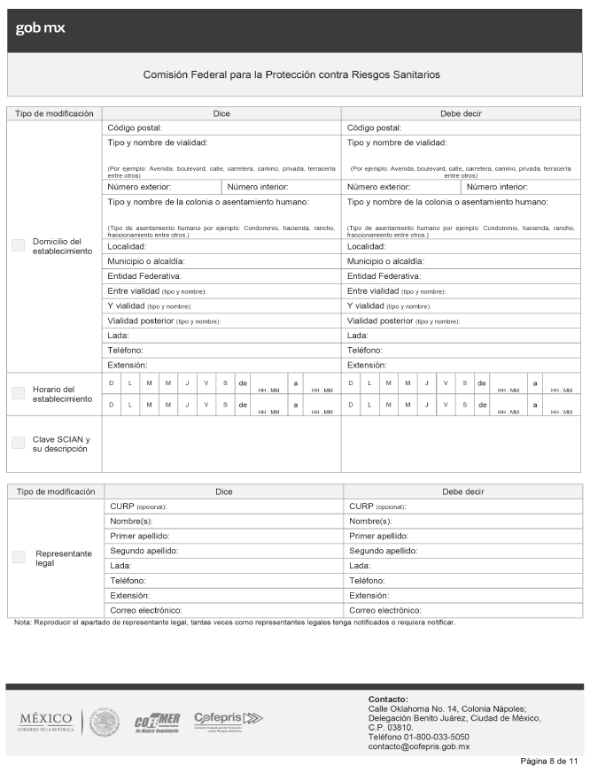 gob mx
Comisión Federal para la Protección contra Riesgos Sanitarios
Tipo de modificación Dice Debe decir
Código postal: Código postal:
Tipo y nombre de vialidad: Tipo y nombre de vialidad:
(Por ejemplo: Avenida, boulevard, calle, carretera, camino, privada, terracería (Por ejemplo: Avenida, boulevard, calle, carretera, camino, privada, terracería
entre otros) entre otros)
Número exterior: Número interior: Número exterior: Número interior:
Tipo y nombre de la colonia o asentamiento humano: Tipo y nombre de la colonia o asentamiento humano:
(Tipo de asentamiento humano por ejemplo: Condominio, hacienda, rancho, (Tipo de asentamiento humano por ejemplo: Condominio, hacienda, rancho,
fraccionamiento entre otros.) fraccionamiento entre otros.)
Domicilio del
establecimiento
Localidad: Localidad:
Municipio o alcaldía: Municipio o alcaldía:
Entidad Federativa: Entidad Federativa:
Entre vialidad (tipo y nombre): Entre vialidad (tipo y nombre):
Y vialidad (tipo y nombre): Y vialidad (tipo y nombre):
Vialidad posterior (tipo y nombre): Vialidad posterior (tipo y nombre):
Lada: Lada:
Teléfono: Teléfono:
Extensión: Extensión:
Horario del
establecimiento
D L M M J V S de HH : MM a HH : MM D L M M J V S de HH : MM a HH : MM
D L M M J V S de HH : MM a HH : MM D L M M J V S de HH : MM a HH : MM
Clave SCIAN y
su descripción
Tipo de modificación Dice Debe decir
CURP (opcional): CURP (opcional):
Nombre(s): Nombre(s):
Primer apellido: Primer apellido:
Representante
legal
Segundo apellido: Segundo apellido:
Lada: Lada:
Teléfono: Teléfono:
Extensión: Extensión:
Correo electrónico: Correo electrónico:
Nota: Reproducir el apartado de representante legal, tantas veces como representantes legales tenga notificados o requiera notificar.
MÉXICO
GOBIERNO DE LA REPÚBLICA
COFEMER
de Mejora Regulatoria
Cofepris
Contacto:
Calle Oklahoma No. 14, Colonia Nápoles;
Delegación Benito Juárez, Ciudad de México,
C.P. 03810.
Teléfono 01-800-033-5050
contacto@cofepris.gob.mx
Página 8 de 11